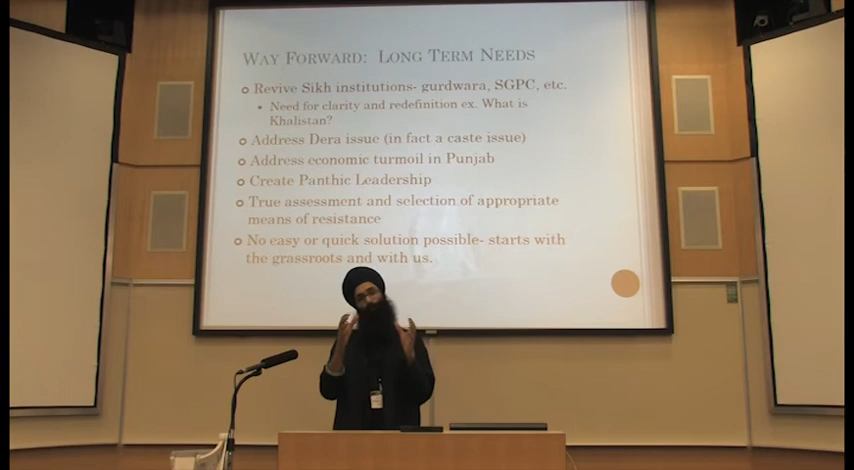 WAY FORWARD: LONG TERM NEEDS
Revive Sikh institutions- gurdwara, SGPC, etc.
Need for clarity and redefinition ex. What is
Khalistan?
Address Dera issue (in fact a caste issue)
Address economic turmoil in Punjab
Create Panthic Leadership
True assessment and selection of appropriate
means of resistance
No easy or quick solution possible- starts with
the grassroots and with us.